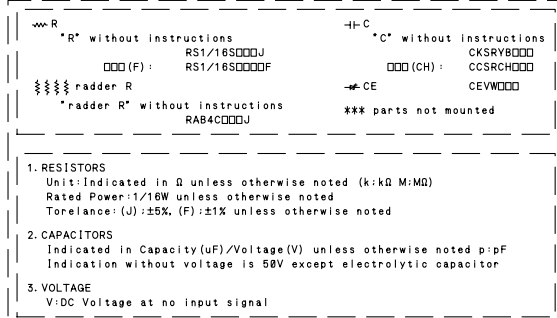 R
"R" without instructions
RS1/16S□□□J
□□□(F): RS1/16S□□□□F
radder R
"radder R" without instructions
RAB4C□□□J
C
"C" without instructions
CKSRYB□□□
□□□(CH): CCSRCH□□□
CE CEVW□□□
*** parts not mounted
1. RESISTORS
Unit:Indicated in Ω unless otherwise noted (k;kΩ M;MΩ)
Rated Power:1/16W unless otherwise noted
Torelance:(J);±5%, (F);±1% unless otherwise noted
2. CAPACITORS
Indicated in Capacity(uF)/Voltage(V) unless otherwise noted p:pF
Indication without voltage is 50V except electrolytic capacitor
3. VOLTAGE
V:DC Voltage at no input signal